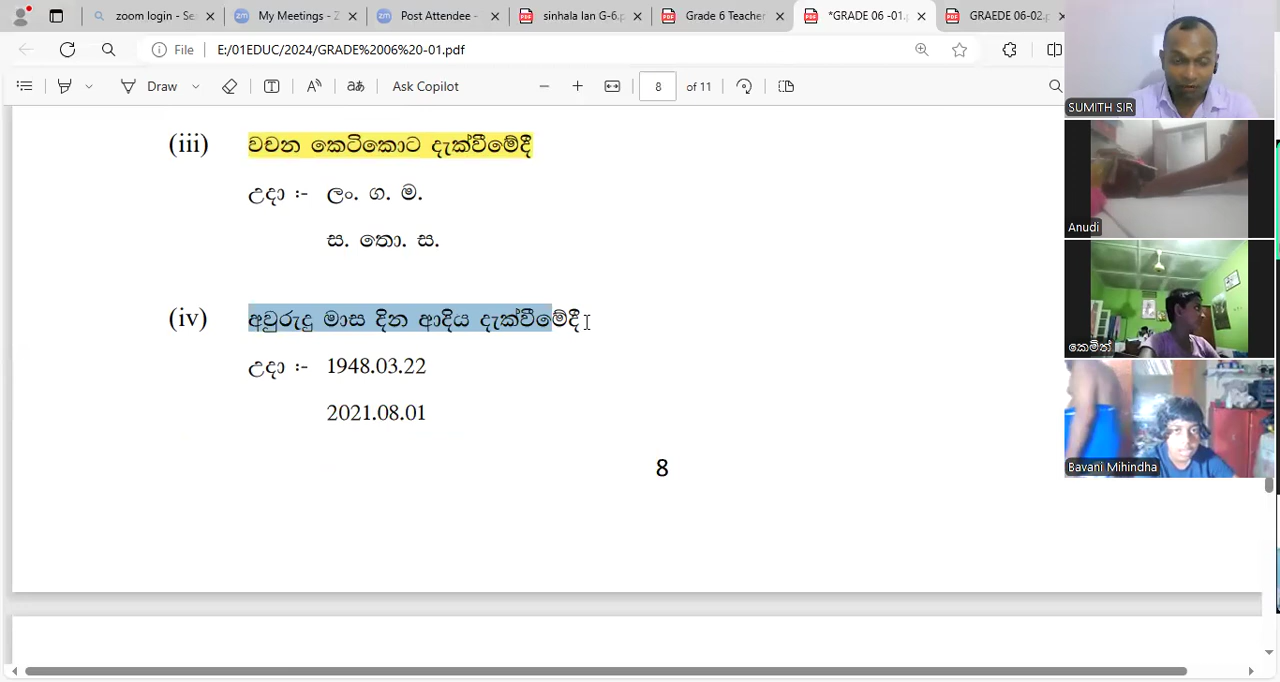 zoom login - Se
My Meetings - Z
Post Attendee -
sinhala lan G-6.p
Grade 6 Teacher
*GRADE 06 -01.p
GRAEDE 06-02.p
File E:/01EDUC/2024/GRADE%2006%20-01.pdf
Draw
Ask Copilot
8 of 11
SUMITH SIR
(iii) වචන කෙටිකොට දැක්වීමේදී
උදා :- ලං. ග. ම.
ස. තො. ස.
Anudi
(iv) අවුරුදු මාස දින ආදිය දැක්වීමේදී
කෙමිත්
උදා :- 1948.03.22
2021.08.01
8
Bavani Mihindha